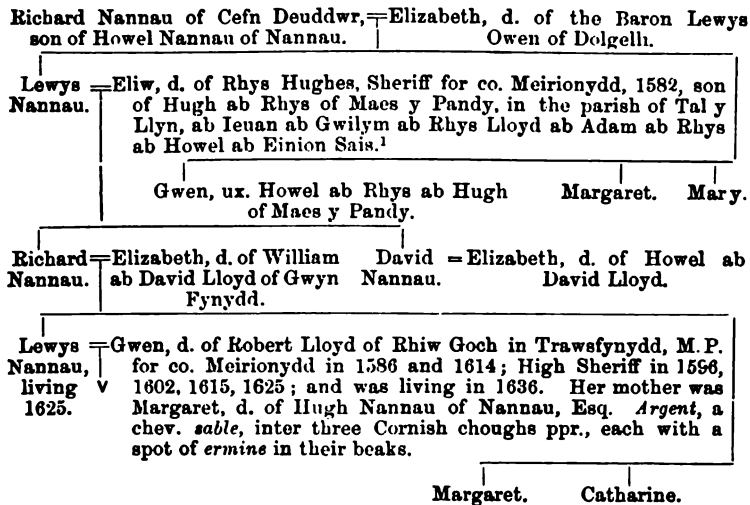 Richard Nannau of Cefn Deuddwr,=Elizabeth, d. of the Baron Lewys
son of Howel Nannau of Nannau. Owen of Dolgelli.
Lewys =Eliw, d. of Rhys Hughes, Sheriff for co. Meirionydd, 1582, son
Nannau. of Hugh ab Rhys of Maes y Pandy, in the parish of Tal y
Llyn, ab Ieuan ab Gwilym ab Rhys Lloyd ab Adam ab Rhys
ab Howel ab Einion Sais.¹
Gwen, ux. Howel ab Rhys ab Hugh Margaret. Mary.
of Maes y Pandy.
Richard=Elizabeth, d. of William David =Elizabeth, d. of Howel ab
Nannau. ab David Lloyd of Gwyn Nannau. David Lloyd.
Fynydd.
Lewys =Gwen, d. of Robert Lloyd of Rhiw Goch in Trawsfynydd, M.P.
Nannau, for co. Meirionydd in 1586 and 1614; High Sheriff in 1596,
living 1602, 1615, 1625; and was living in 1636. Her mother was
1625. Margaret, d. of Hugh Nannau of Nannau, Esq. Argent, a
chev. sable, inter three Cornish choughs ppr., each with a
spot of ermine in their beaks.
Margaret. Catharine.